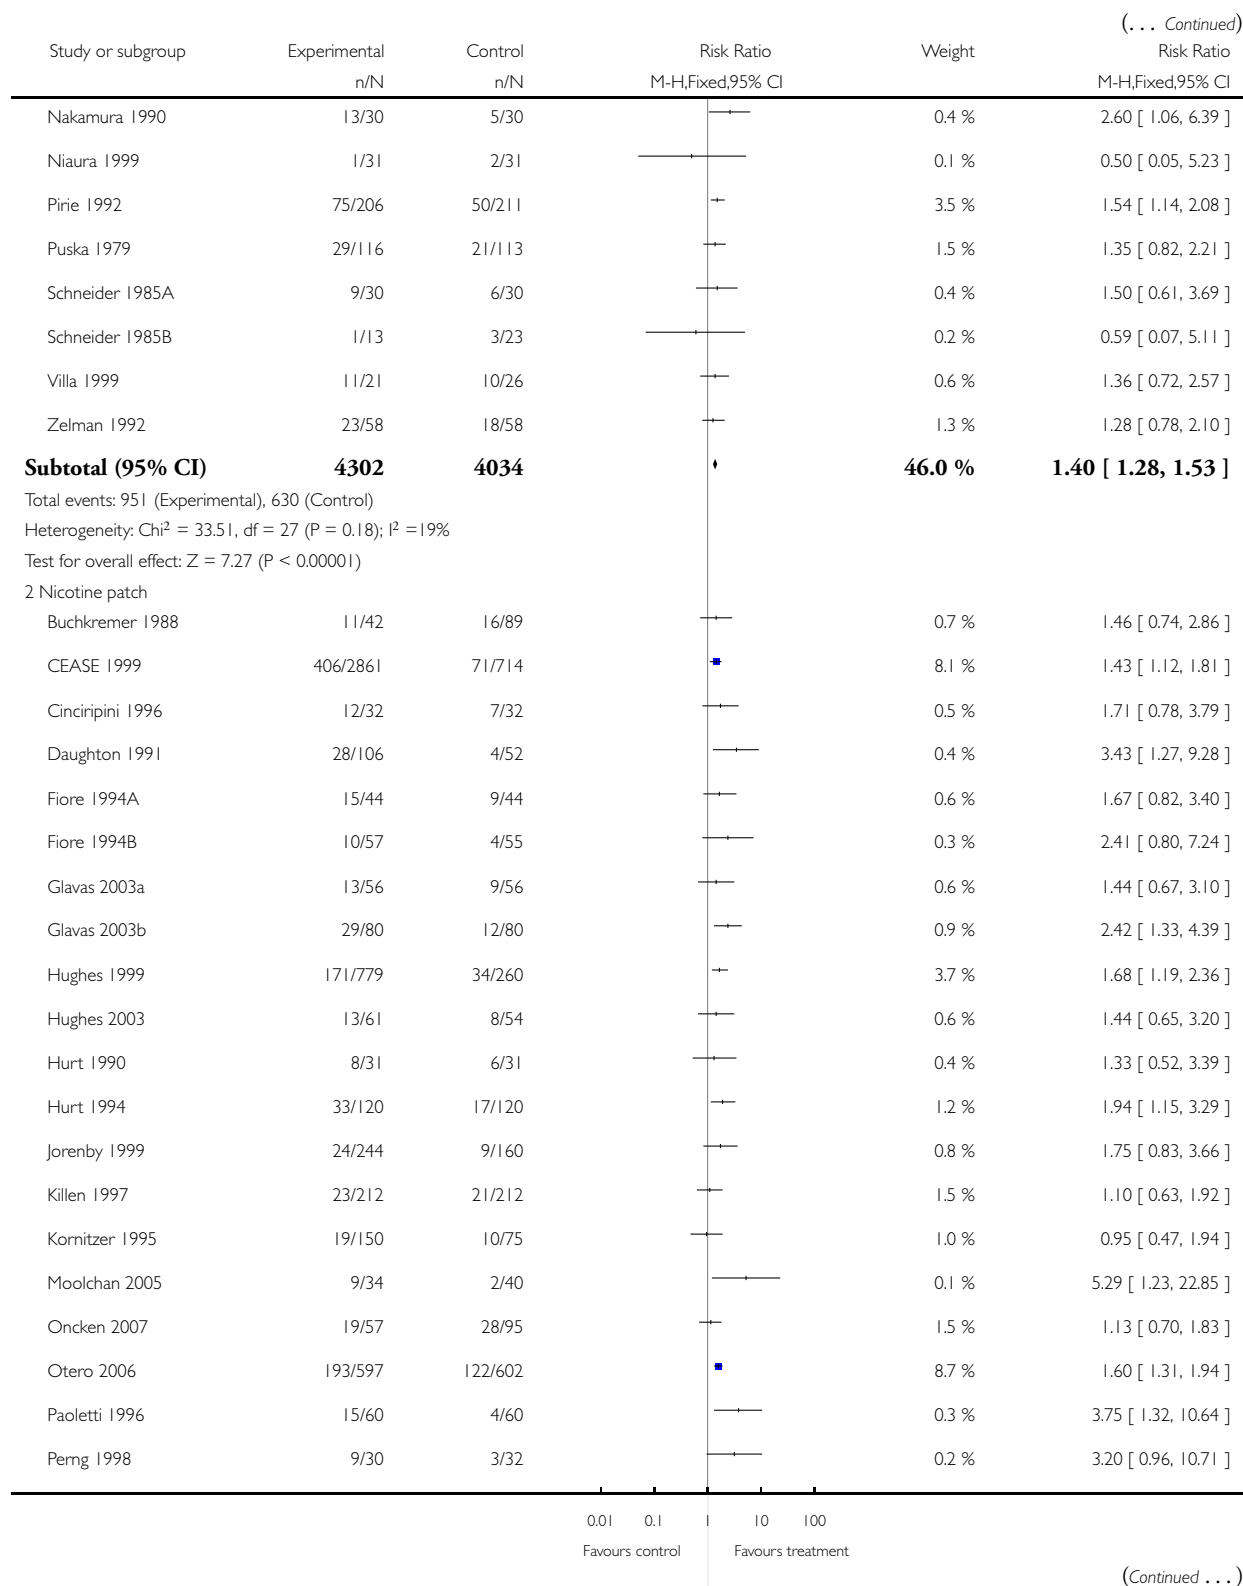 (... Continued)
Study or subgroup Experimental Control Risk Ratio Weight Risk Ratio
n/N n/N M-H,Fixed,95% CI M-H,Fixed,95% CI
Nakamura 1990 13/30 5/30 0.4 % 2.60 [ 1.06, 6.39 ]
Niaura 1999 1/31 2/31 0.1 % 0.50 [ 0.05, 5.23 ]
Pirie 1992 75/206 50/211 3.5 % 1.54 [ 1.14, 2.08 ]
Puska 1979 29/116 21/113 1.5 % 1.35 [ 0.82, 2.21 ]
Schneider 1985A 9/30 6/30 0.4 % 1.50 [ 0.61, 3.69 ]
Schneider 1985B 1/13 3/23 0.2 % 0.59 [ 0.07, 5.11 ]
Villa 1999 11/21 10/26 0.6 % 1.36 [ 0.72, 2.57 ]
Zelman 1992 23/58 18/58 1.3 % 1.28 [ 0.78, 2.10 ]
Subtotal (95% CI) 4302 4034 46.0 % 1.40 [ 1.28, 1.53 ]
Total events: 951 (Experimental), 630 (Control)
Heterogeneity: Chi² = 33.51, df = 27 (P = 0.18); I² =19%
Test for overall effect: Z = 7.27 (P < 0.00001)
2 Nicotine patch
Buchkremer 1988 11/42 16/89 0.7 % 1.46 [ 0.74, 2.86 ]
CEASE 1999 406/2861 71/714 8.1 % 1.43 [ 1.12, 1.81 ]
Cinciripini 1996 12/32 7/32 0.5 % 1.71 [ 0.78, 3.79 ]
Daughton 1991 28/106 4/52 0.4 % 3.43 [ 1.27, 9.28 ]
Fiore 1994A 15/44 9/44 0.6 % 1.67 [ 0.82, 3.40 ]
Fiore 1994B 10/57 4/55 0.3 % 2.41 [ 0.80, 7.24 ]
Glavas 2003a 13/56 9/56 0.6 % 1.44 [ 0.67, 3.10 ]
Glavas 2003b 29/80 12/80 0.9 % 2.42 [ 1.33, 4.39 ]
Hughes 1999 171/779 34/260 3.7 % 1.68 [ 1.19, 2.36 ]
Hughes 2003 13/61 8/54 0.6 % 1.44 [ 0.65, 3.20 ]
Hurt 1990 8/31 6/31 0.4 % 1.33 [ 0.52, 3.39 ]
Hurt 1994 33/120 17/120 1.2 % 1.94 [ 1.15, 3.29 ]
Jorenby 1999 24/244 9/160 0.8 % 1.75 [ 0.83, 3.66 ]
Killen 1997 23/212 21/212 1.5 % 1.10 [ 0.63, 1.92 ]
Kornitzer 1995 19/150 10/75 1.0 % 0.95 [ 0.47, 1.94 ]
Moolchan 2005 9/34 2/40 0.1 % 5.29 [ 1.23, 22.85 ]
Oncken 2007 19/57 28/95 1.5 % 1.13 [ 0.70, 1.83 ]
Otero 2006 193/597 122/602 8.7 % 1.60 [ 1.31, 1.94 ]
Paoletti 1996 15/60 4/60 0.3 % 3.75 [ 1.32, 10.64 ]
Perng 1998 9/30 3/32 0.2 % 3.20 [ 0.96, 10.71 ]
0.01 0.1 1 10 100
Favours control Favours treatment
(Continued ...)